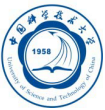 中国科学技术大学
1958
University of Science and Technology of China